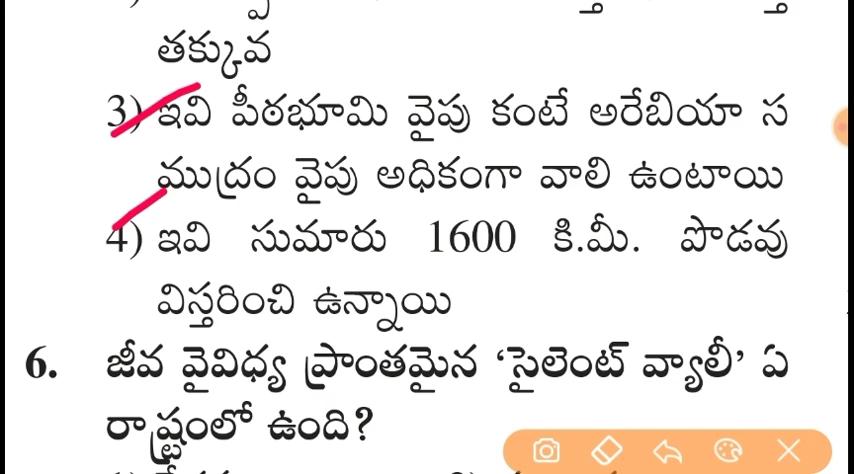 తక్కువ
3) ఇవి పీఠభూమి వైపు కంటే అరేబియా స
ముద్రం వైపు అధికంగా వాలి ఉంటాయి
4) ఇవి సుమారు 1600 కి.మీ. పొడవు
విస్తరించి ఉన్నాయి
6. జీవ వైవిధ్య ప్రాంతమైన ‘సైలెంట్ వ్యాలీ’ ఏ
రాష్ట్రంలో ఉంది?